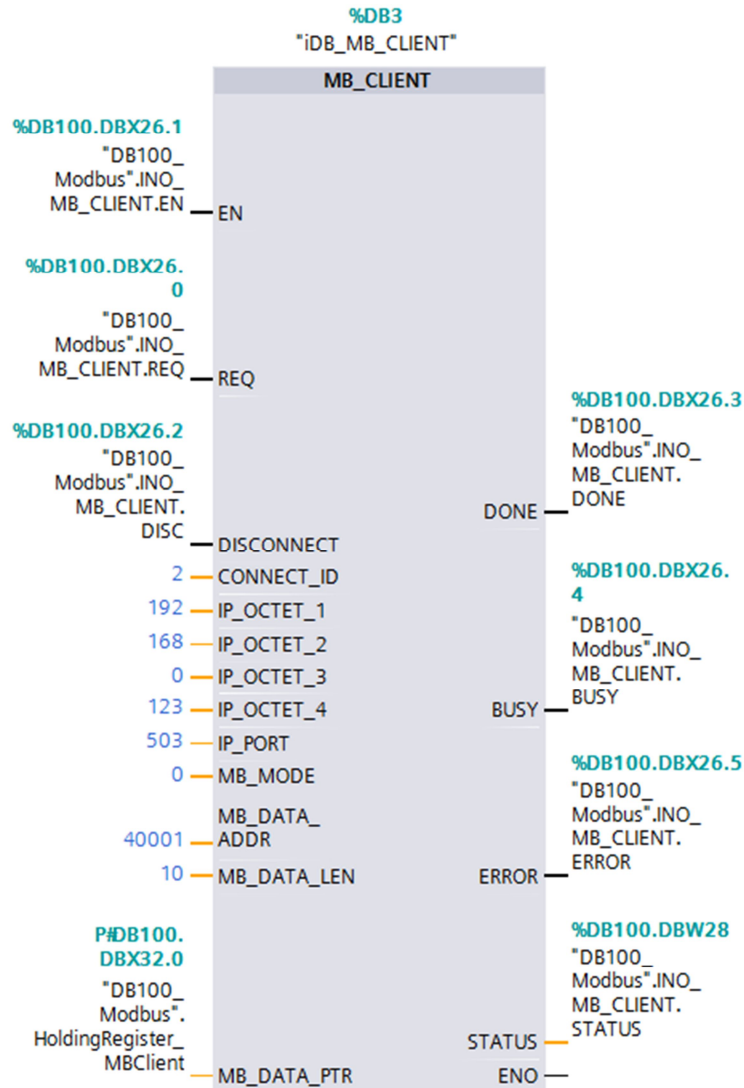 %DB3
"iDB_MB_CLIENT"
MB_CLIENT
%DB100.DBX26.1
"DB100_
Modbus".INO_
MB_CLIENT.EN
EN
%DB100.DBX26.
0
"DB100_
Modbus".INO_
MB_CLIENT.REQ
REQ
%DB100.DBX26.3
"DB100_
Modbus".INO_
MB_CLIENT.
DONE
DONE
%DB100.DBX26.2
"DB100_
Modbus".INO_
MB_CLIENT.
DISC
DISCONNECT
2 CONNECT_ID
192 IP_OCTET_1
168 IP_OCTET_2
0 IP_OCTET_3
123 IP_OCTET_4
503 IP_PORT
0 MB_MODE
%DB100.DBX26.
4
"DB100_
Modbus".INO_
MB_CLIENT.
BUSY
BUSY
MB_DATA_
40001 ADDR
10 MB_DATA_LEN
%DB100.DBX26.5
"DB100_
Modbus".INO_
MB_CLIENT.
ERROR
ERROR
P#DB100.
DBX32.0
"DB100_
Modbus".
HoldingRegister_
MBClient
MB_DATA_PTR
%DB100.DBW28
"DB100_
Modbus".INO_
MB_CLIENT.
STATUS
STATUS
ENO